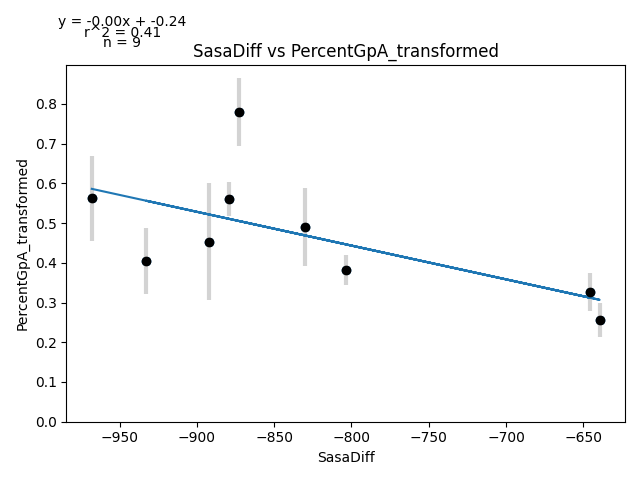 y = -0.00x + -0.24
r^2 = 0.41
n = 9
SasaDiff vs PercentGpA_transformed
PercentGpA_transformed
0.8
0.7
0.6
0.5
0.4
0.3
0.2
0.1
0.0
−950 −900 −850 −800 −750 −700 −650
SasaDiff